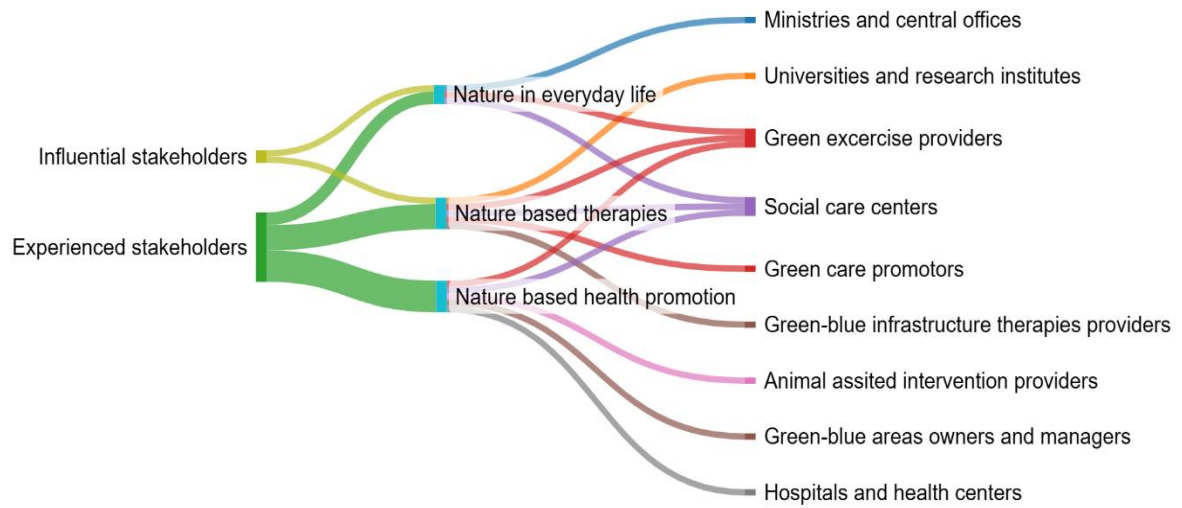 Influential stakeholders
Experienced stakeholders
Nature in everyday life
Nature based therapies
Nature based health promotion
Ministries and central offices
Universities and research institutes
Green excercise providers
Social care centers
Green care promotors
Green-blue infrastructure therapies providers
Animal assited intervention providers
Green-blue areas owners and managers
Hospitals and health centers